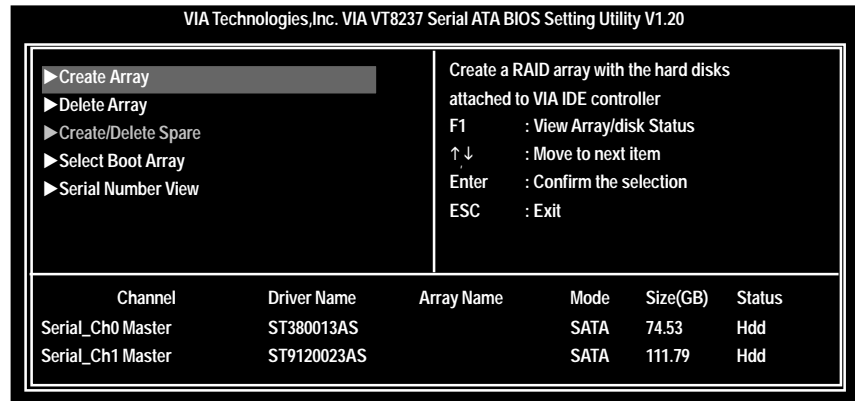 VIA Technologies,Inc. VIA VT8237 Serial ATA BIOS Setting Utility V1.20
▶Create Array
▶Delete Array
▶Create/Delete Spare
▶Select Boot Array
▶Serial Number View
Create a RAID array with the hard disks
attached to VIA IDE controller
F1 : View Array/disk Status
↑↓ : Move to next item
Enter : Confirm the selection
ESC : Exit
Channel Driver Name Array Name Mode Size(GB) Status
Serial_Ch0 Master ST380013AS SATA 74.53 Hdd
Serial_Ch1 Master ST9120023AS SATA 111.79 Hdd